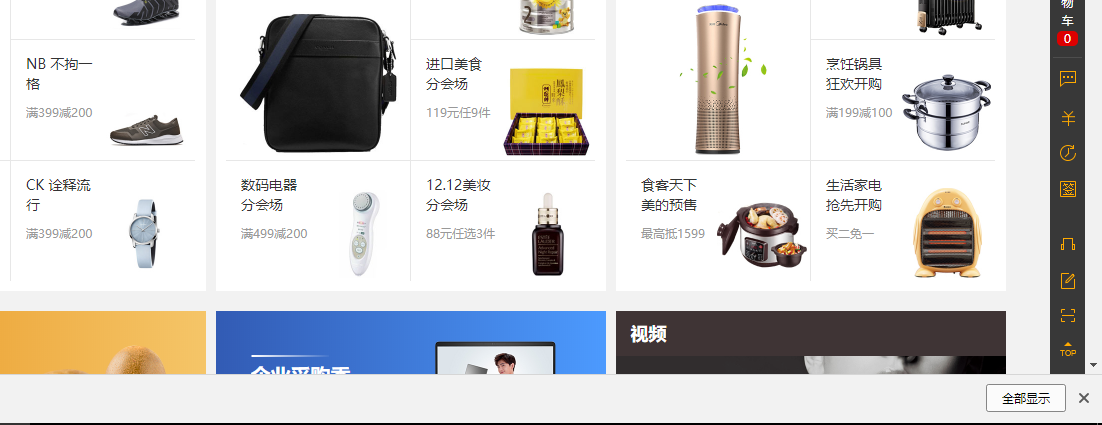 物
车
0
NB 不拘一
格
满399减200
进口美食
分会场
119元任9件
烹饪锅具
狂欢开购
满199减100
CK 诠释流
行
满399减200
数码电器
分会场
满499减200
12.12美妆
分会场
88元任选3件
食客天下
美的预售
最高抵1599
生活家电
抢先开购
买二免一
签
TOP
企业采购季
视频
全部显示